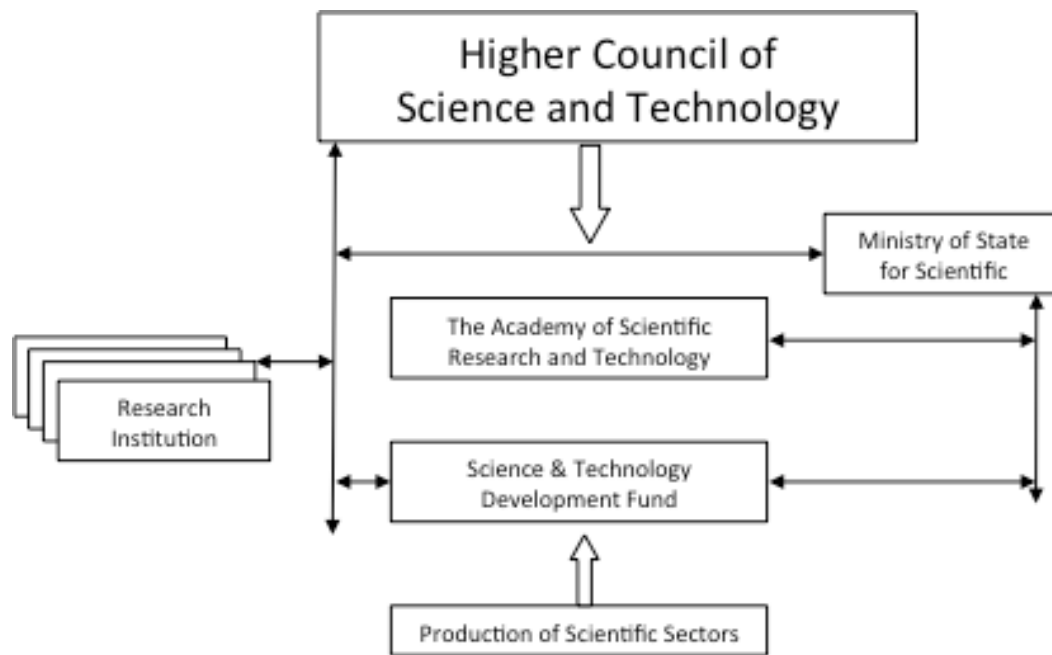 Higher Council of
Science and Technology
Ministry of State
for Scientific
The Academy of Scientific
Research and Technology
Research
Institution
Science & Technology
Development Fund
Production of Scientific Sectors